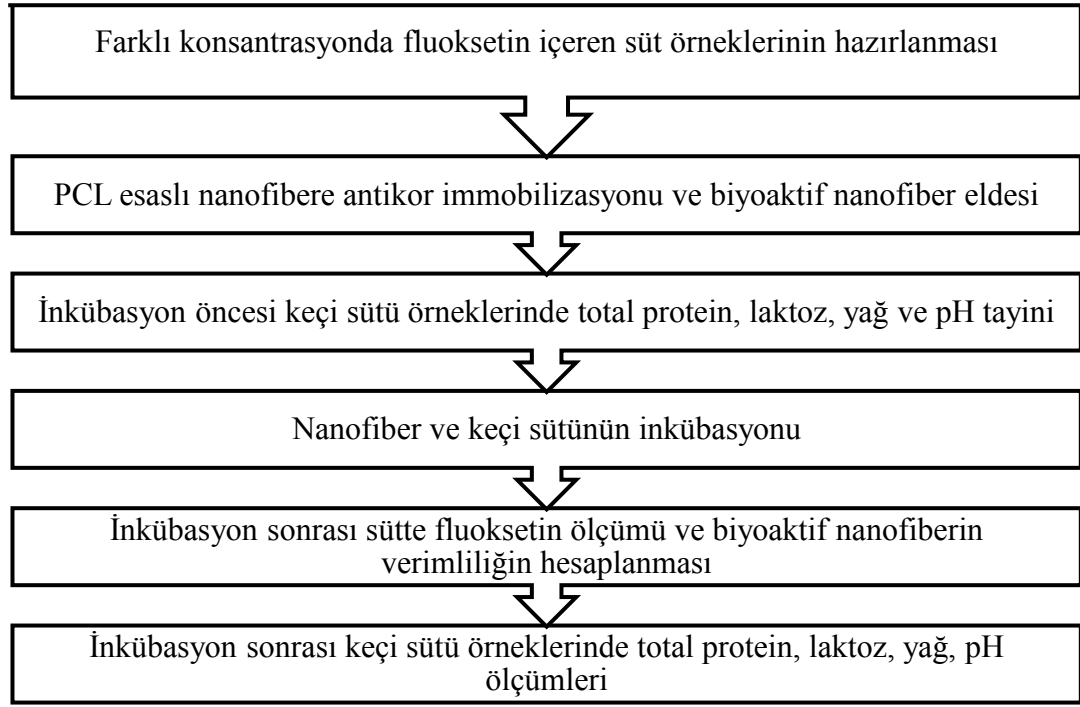 Farklı konsantrasyonda fluoksetin içeren süt örneklerinin hazırlanması
PCL esaslı nanofibere antikor immobilizasyonu ve biyoaktif nanofiber eldesi
İnkübasyon öncesi keçi sütü örneklerinde total protein, laktoz, yağ ve pH tayini
Nanofiber ve keçi sütünün inkübasyonu
İnkübasyon sonrası sütte fluoksetin ölçümü ve biyoaktif nanofiberin
verimliliğin hesaplanması
İnkübasyon sonrası keçi sütü örneklerinde total protein, laktoz, yağ, pH
ölçümleri